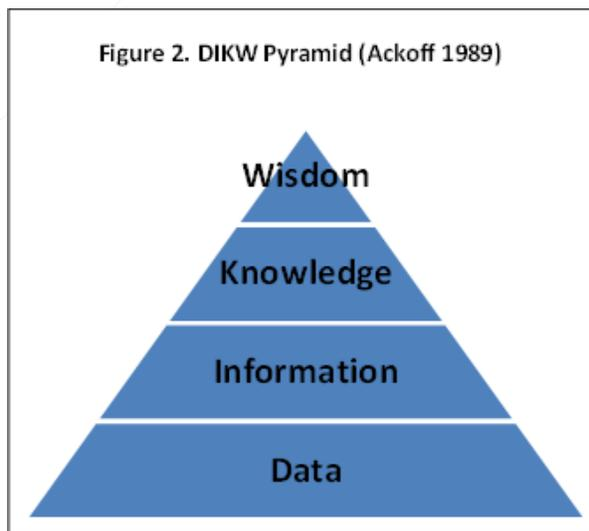 Figure 2. DIKW Pyramid (Ackoff 1989)
Wisdom
Knowledge
Information
Data